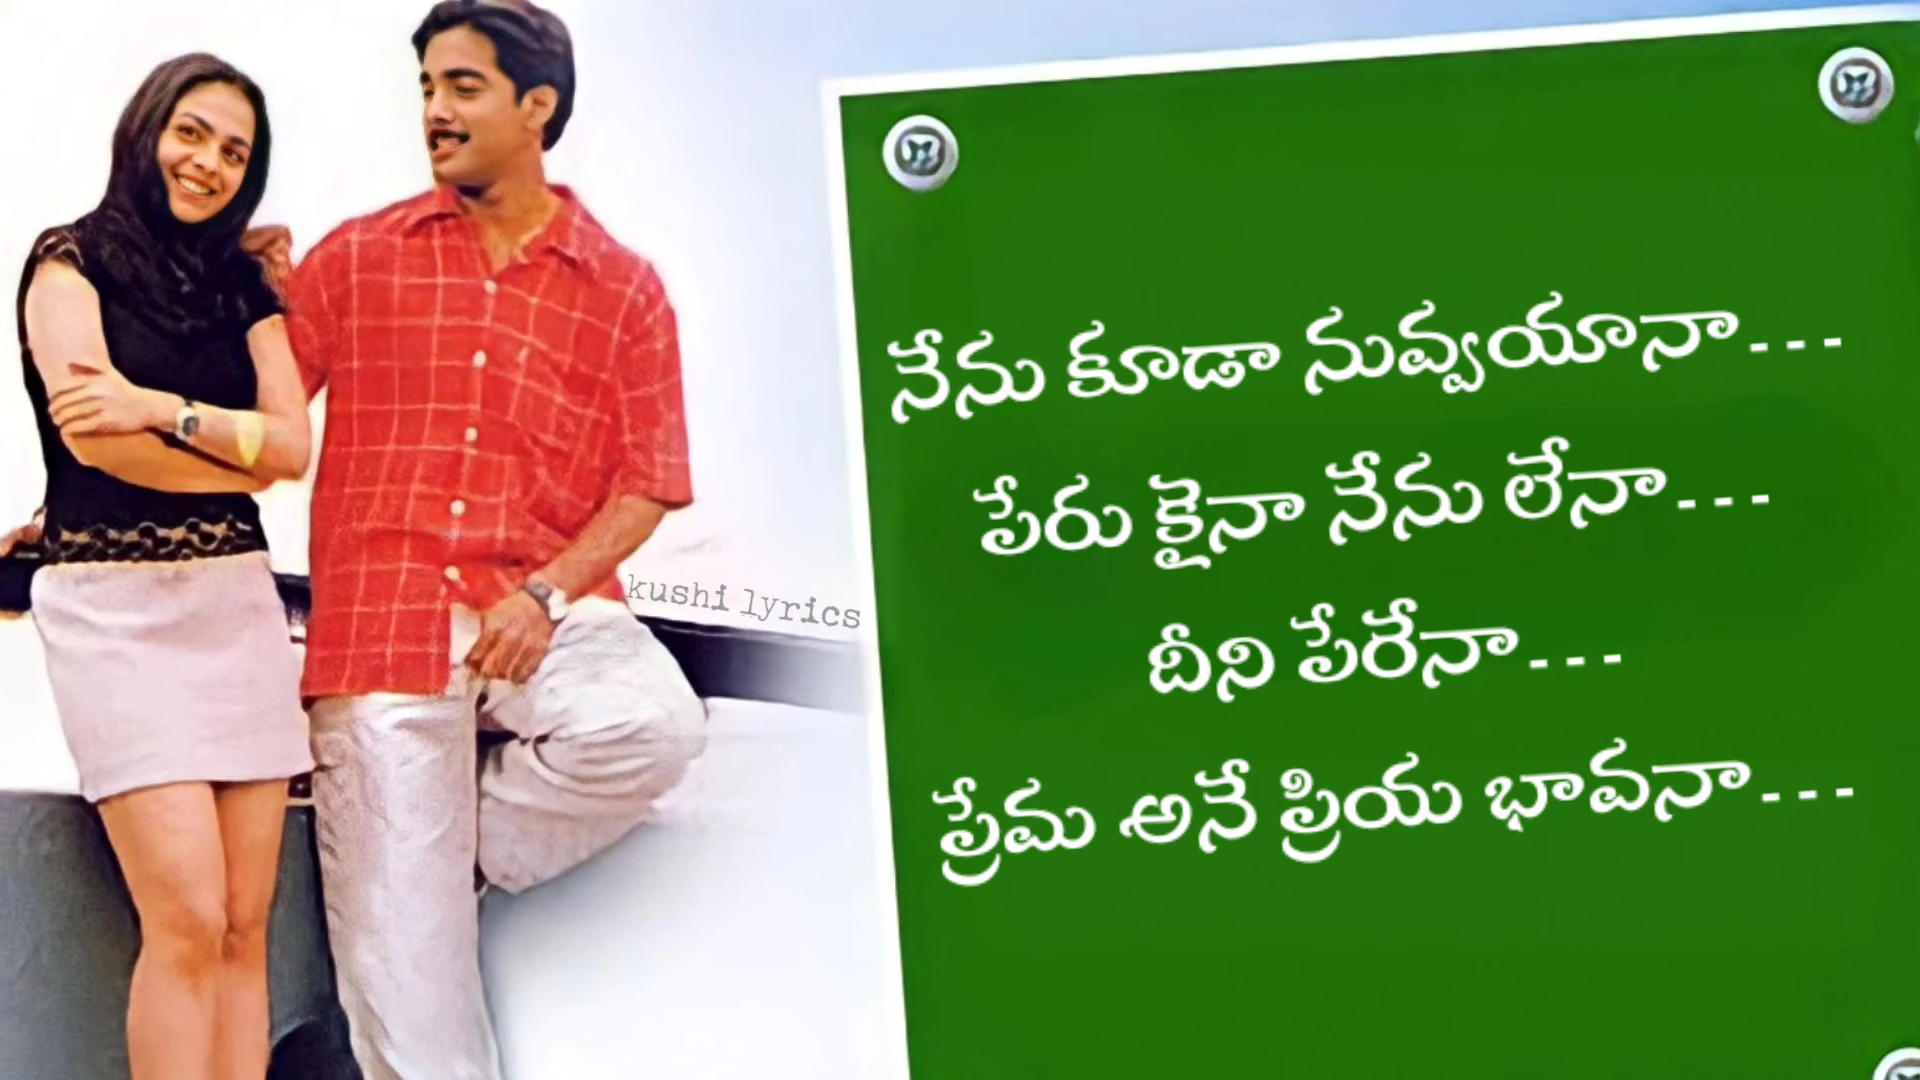 నేను కూడా నువ్వయానా---
పేరు కైనా నేను లేనా---
దీని పేరేనా---
ప్రేమ అనే ప్రియ భావనా---
kushi lyrics